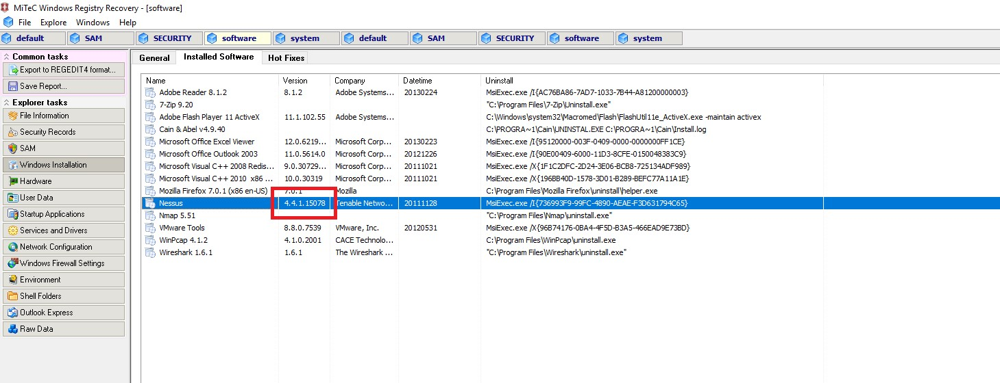 MiTeC Windows Registry Recovery - [software]
File Explore Windows Help
default SAM SECURITY software system default SAM SECURITY software system
Common tasks
Export to REGEDIT4 format...
Save Report...
Explorer tasks
File Information
Security Records
SAM
Windows Installation
Hardware
User Data
Startup Applications
Services and Drivers
Network Configuration
Windows Firewall Settings
Environment
Shell Folders
Outlook Express
Raw Data
General Installed Software Hot Fixes
Name Version Company Datetime Uninstall
Adobe Reader 8.1.2 8.1.2 Adobe Systems... 20130224 MsiExec.exe /I{AC76BA86-7AD7-1033-7B44-A81200000003}
7-Zip 9.20 "C:\Program Files\7-Zip\Uninstall.exe"
Adobe Flash Player 11 ActiveX 11.1.102.55 Adobe Systems... C:\Windows\system32\Macromed\Flash\FlashUtil11e_ActiveX.exe -maintain activex
Cain & Abel v4.9.40 C:\PROGRA~1\Cain\UNINSTAL.EXE C:\PROGRA~1\Cain\Install.log
Microsoft Office Excel Viewer 12.0.6219... Microsoft Corp... 20130223 MsiExec.exe /I{95120000-003F-0409-0000-0000000FF1CE}
Microsoft Office Outlook 2003 11.0.5614.0 Microsoft Corp... 20121226 MsiExec.exe /I{90E00409-6000-11D3-8CFE-0150048383C9}
Microsoft Visual C++ 2008 Redis... 9.0.30729... Microsoft Corp... 20111021 MsiExec.exe /X{1F1C2DFC-2D24-3E06-BCB8-725134ADF989}
Microsoft Visual C++ 2010 x86 ... 10.0.30319 Microsoft Corp... 20111021 MsiExec.exe /X{196BB40D-1578-3D01-B289-BEFC77A11A1E}
Mozilla Firefox 7.0.1 (x86 en-US) 7.0.1 Mozilla C:\Program Files\Mozilla Firefox\uninstall\helper.exe
Nessus 4.4.1.15078 Tenable Netwo... 20111128 MsiExec.exe /I{736993F9-99FC-4890-AEAE-F3D631794C65}
Nmap 5.51 "C:\Program Files\Nmap\uninstall.exe"
VMware Tools 8.8.0.7539 VMware, Inc. 20120531 MsiExec.exe /X{96B74176-0BA4-4F5D-B3A5-466EAD9E73BD}
WinPcap 4.1.2 4.1.0.2001 CACE Technolo... C:\Program Files\WinPcap\uninstall.exe
Wireshark 1.6.1 1.6.1 The Wireshark ... "C:\Program Files\Wireshark\uninstall.exe"